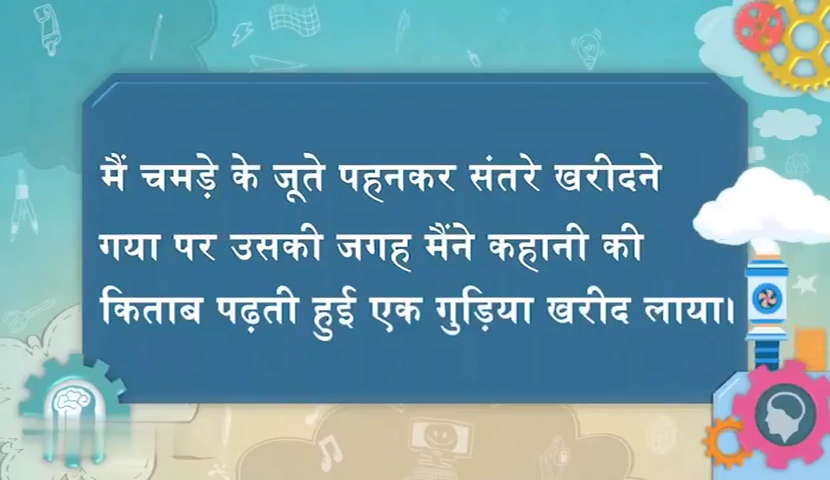 मैं चमड़े के जूते पहनकर संतरे खरीदने
गया पर उसकी जगह मैंने कहानी की
किताब पढ़ती हुई एक गुड़िया खरीद लाया।